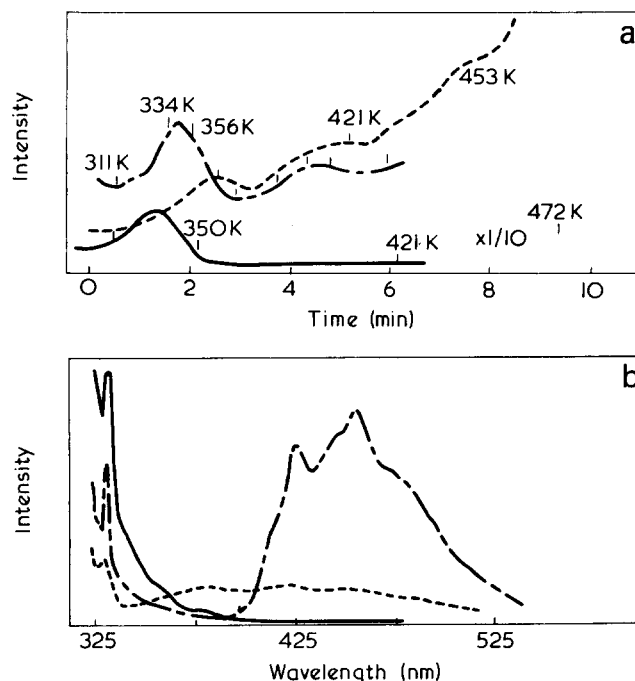 a
Intensity
334 K
356 K
311 K
421 K
453 K
350 K
421 K
x1/10
472 K
0 2 4 6 8 10
Time (min)
b
Intensity
325 425 525
Wavelength (nm)